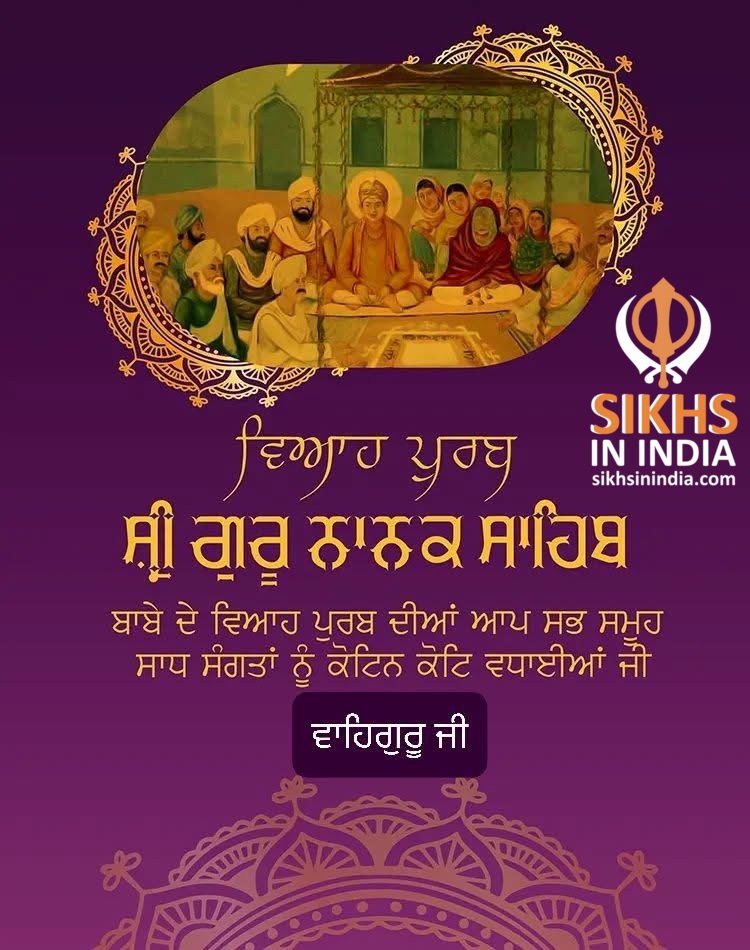 SIKHS
IN INDIA
sikhsinindia.com
ਵਿਆਹ ਪੁਰਬ
ਸ਼੍ਰੀ ਗੁਰੂ ਨਾਨਕ ਸਾਹਿਬ
ਬਾਬੇ ਦੇ ਵਿਆਹ ਪੁਰਬ ਦੀਆਂ ਆਪ ਸਭ ਸਮੂਹ
ਸਾਧ ਸੰਗਤਾਂ ਨੂੰ ਕੋਟਿਨ ਕੋਟਿ ਵਧਾਈਆਂ ਜੀ
ਵਾਹਿਗੁਰੂ ਜੀ